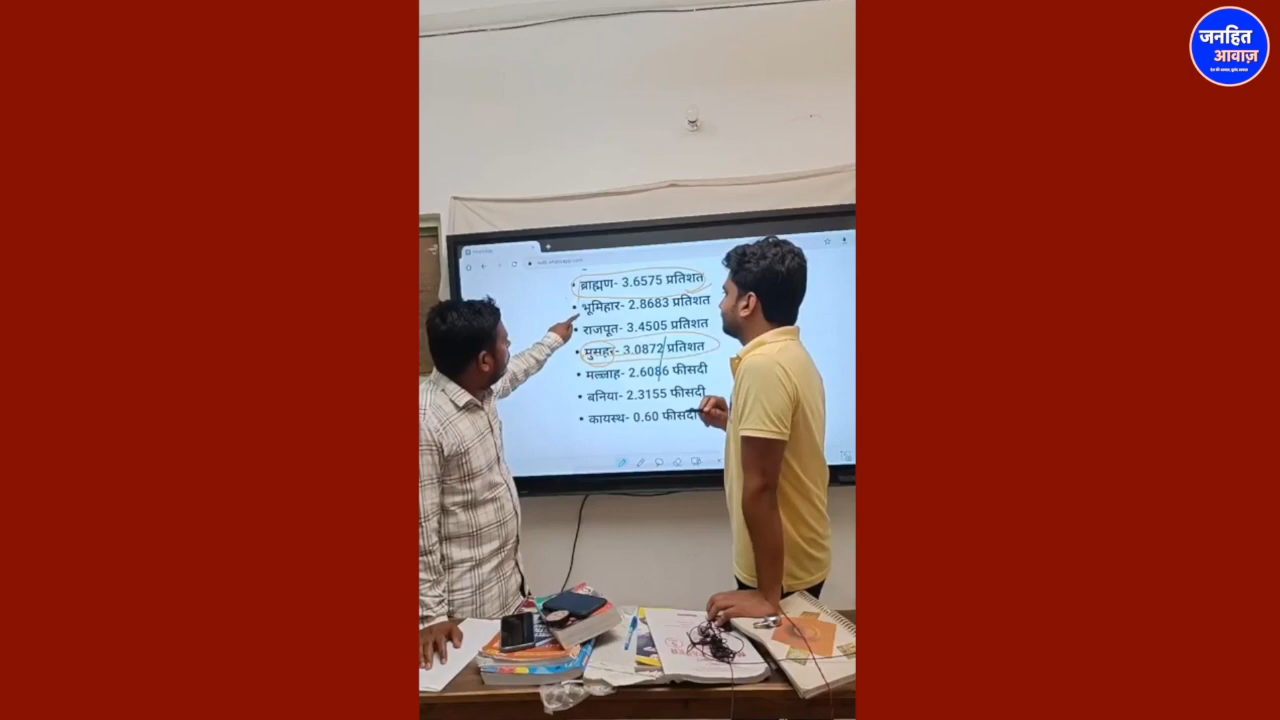 जनहित
आवाज़
• ब्राह्मण- 3.6575 प्रतिशत
• भूमिहार- 2.8683 प्रतिशत
• राजपूत- 3.4505 प्रतिशत
• मुसहर- 3.0872 प्रतिशत
• मल्लाह- 2.6086 फीसदी
• बनिया- 2.3155 फीसदी
• कायस्थ- 0.60 फीसदी